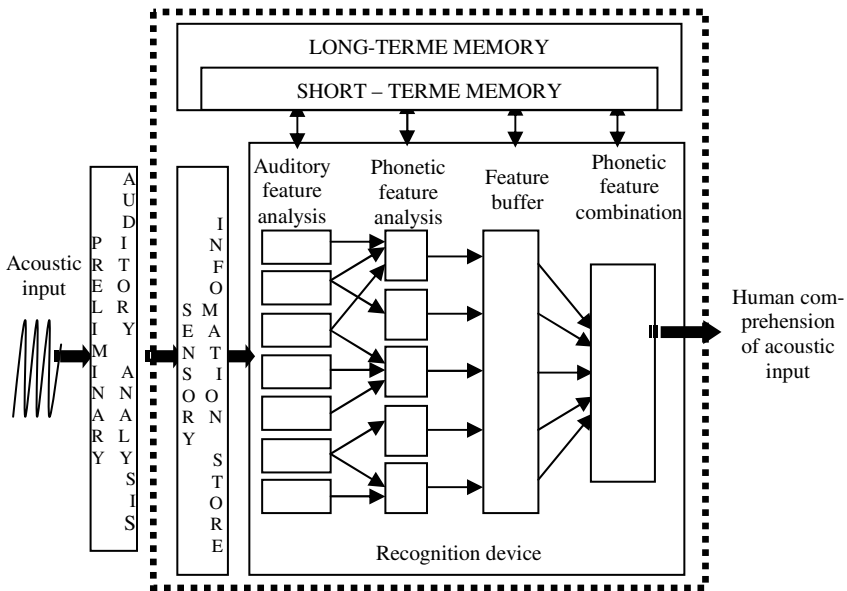 LONG-TERME MEMORY
SHORT – TERME MEMORY
Acoustic
input
PRELIMINARY
AUDITORY ANALYSIS
SENSORY
INFOMATION STORE
Auditory
feature
analysis
Phonetic
feature
analysis
Feature
buffer
Phonetic
feature
combination
Recognition device
Human com-
prehension
of acoustic
input